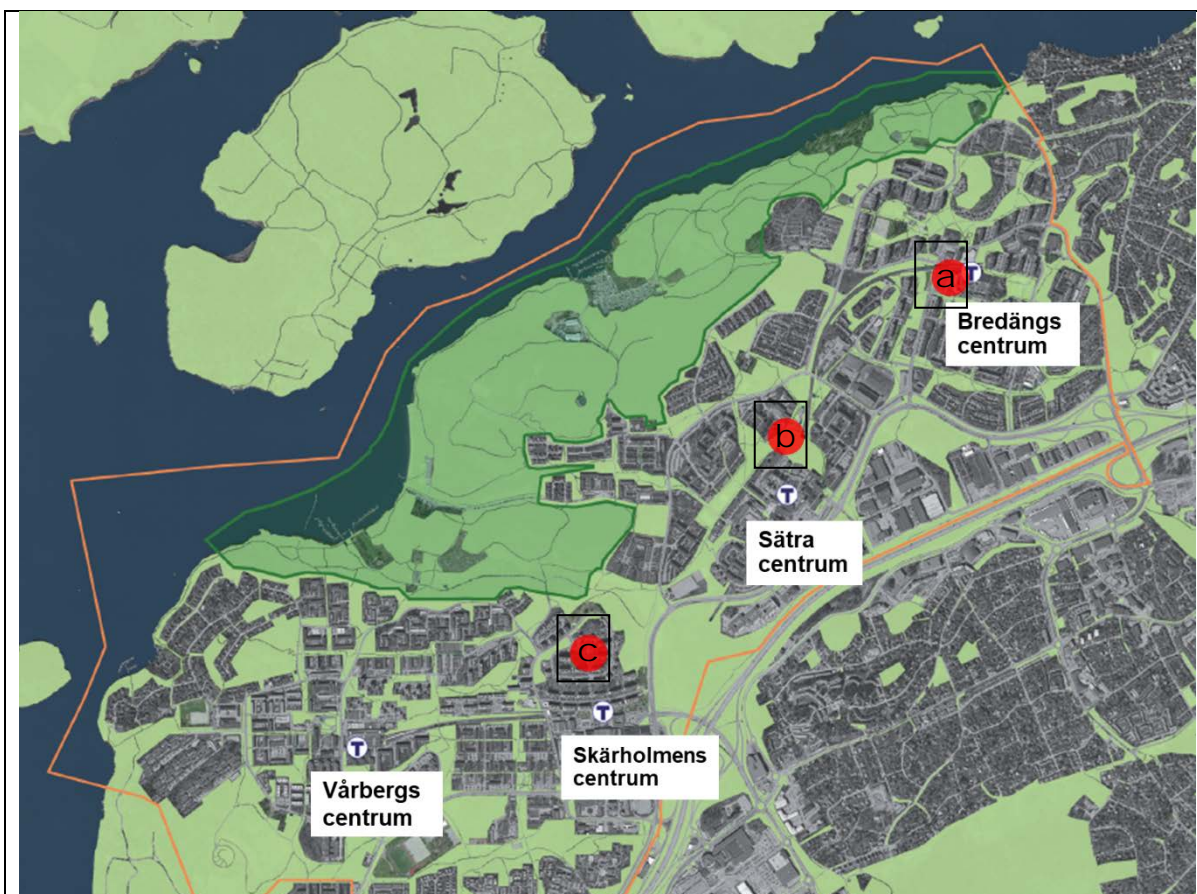 a
T
Bredängs
centrum
b
T
Sätra
centrum
c
T
Skärholmens
centrum
T
Vårbergs
centrum